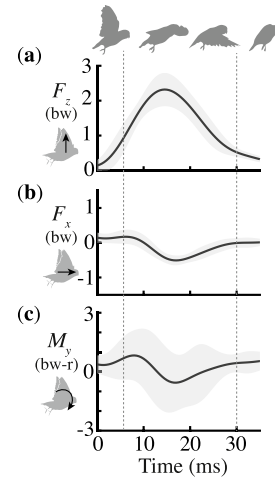 (a)
3
F_z
(bw)
2
1
0
(b)
1
F_x
(bw)
0
-1
(c)
3
M_y
(bw-r)
0
-3
0 10 20 30
Time (ms)